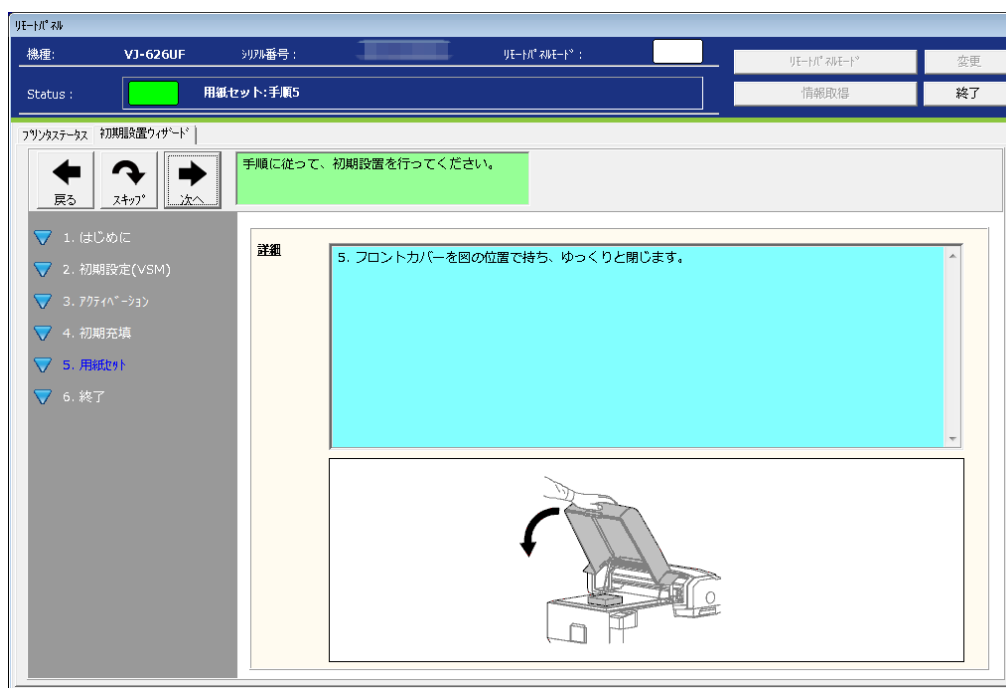 ﾘﾓｰﾄﾊﾟﾈﾙ
機種: VJ-626UF ｼﾘｱﾙ番号: ﾘﾓｰﾄﾊﾟﾈﾙﾓｰﾄﾞ:
ﾘﾓｰﾄﾊﾟﾈﾙﾓｰﾄﾞ 変更
Status: 用紙セット:手順5
情報取得 終了
ﾌﾟﾘﾝﾀｽﾃｰﾀｽ 初期設置ｳｨｻﾞｰﾄﾞ
戻る ｽｷｯﾌﾟ 次へ
手順に従って、初期設置を行ってください。
1. はじめに
2. 初期設定(VSM)
3. ｱｸﾃｨﾍﾞｰｼｮﾝ
4. 初期充填
5. 用紙ｾｯﾄ
6. 終了
詳細
5. フロントカバーを図の位置で持ち、ゆっくりと閉じます。